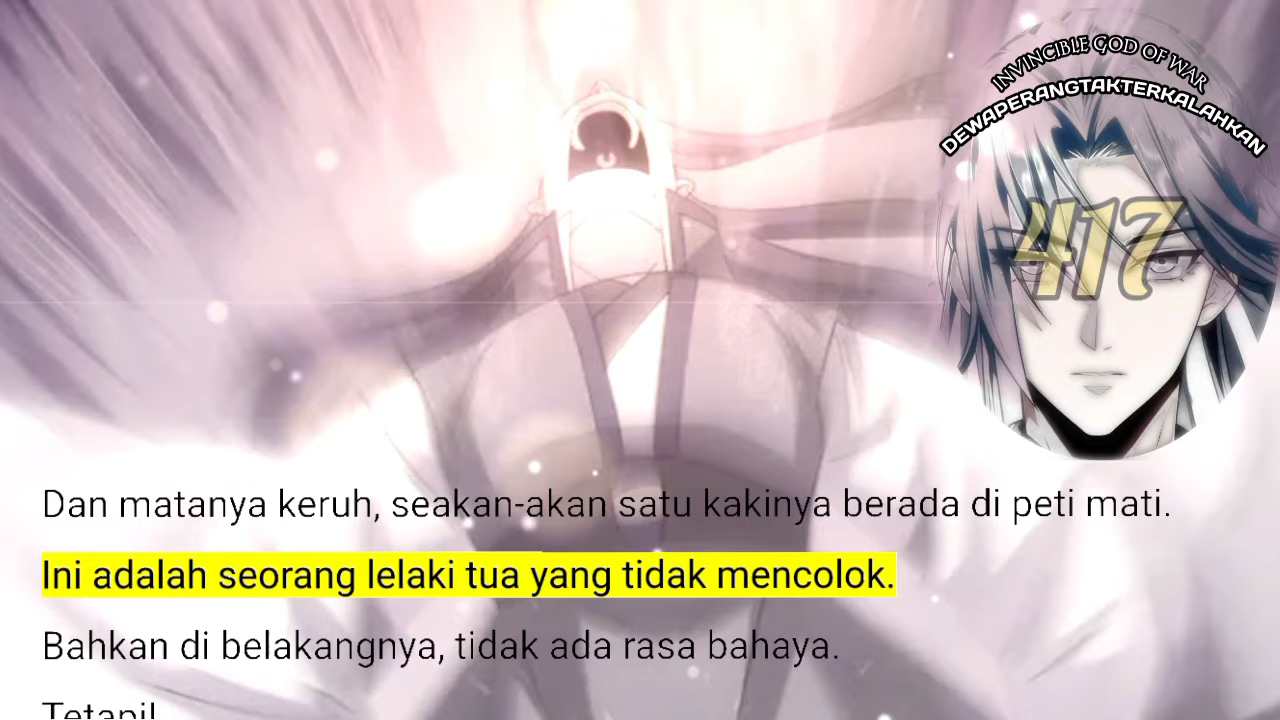 INVINCIBLE GOD OF WAR
DEWAPERANGTAKTERKALAHKAN
417
Dan matanya keruh, seakan-akan satu kakinya berada di peti mati.
Ini adalah seorang lelaki tua yang tidak mencolok.
Bahkan di belakangnya, tidak ada rasa bahaya.
Tetapi!